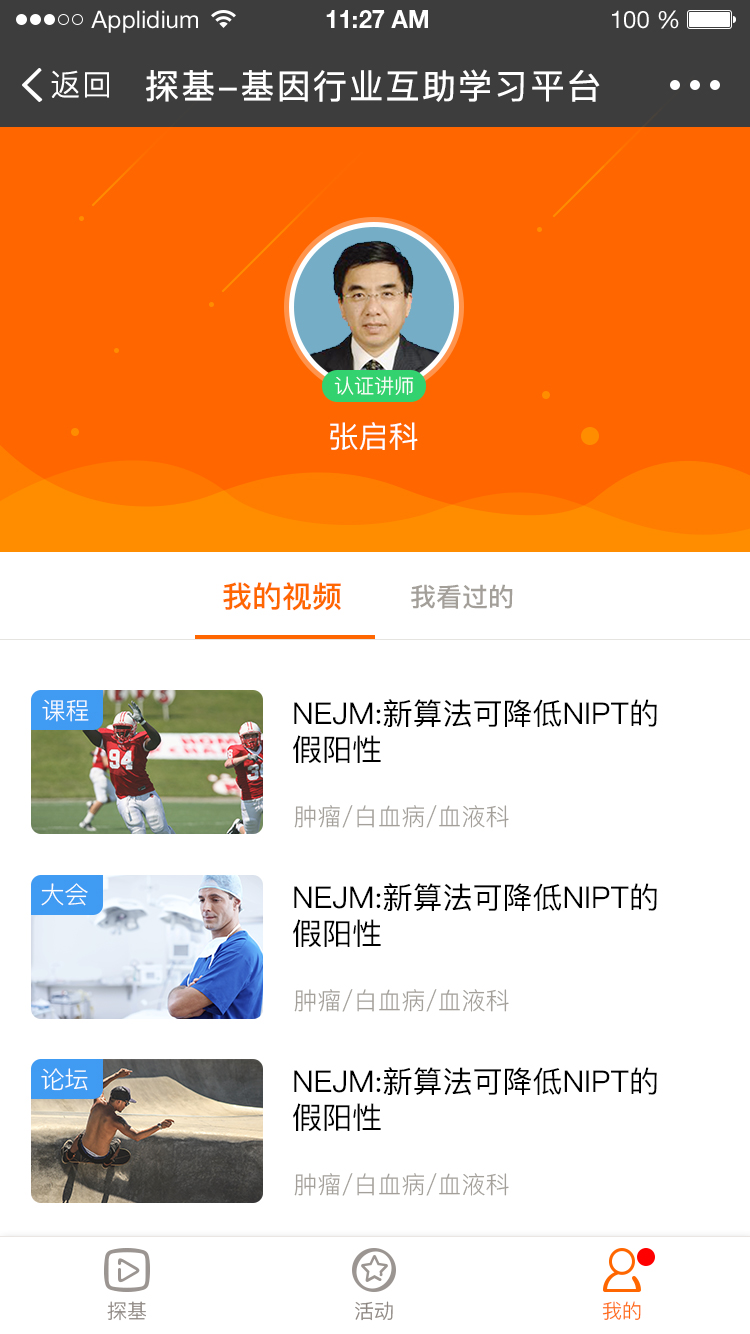 Applidium
11:27 AM
100 %
返回
探基-基因行业互助学习平台
认证讲师
张启科
我的视频
我看过的
课程
94
NEJM:新算法可降低NIPT的
假阳性
肿瘤/白血病/血液科
大会
NEJM:新算法可降低NIPT的
假阳性
肿瘤/白血病/血液科
论坛
NEJM:新算法可降低NIPT的
假阳性
肿瘤/白血病/血液科
探基
活动
我的